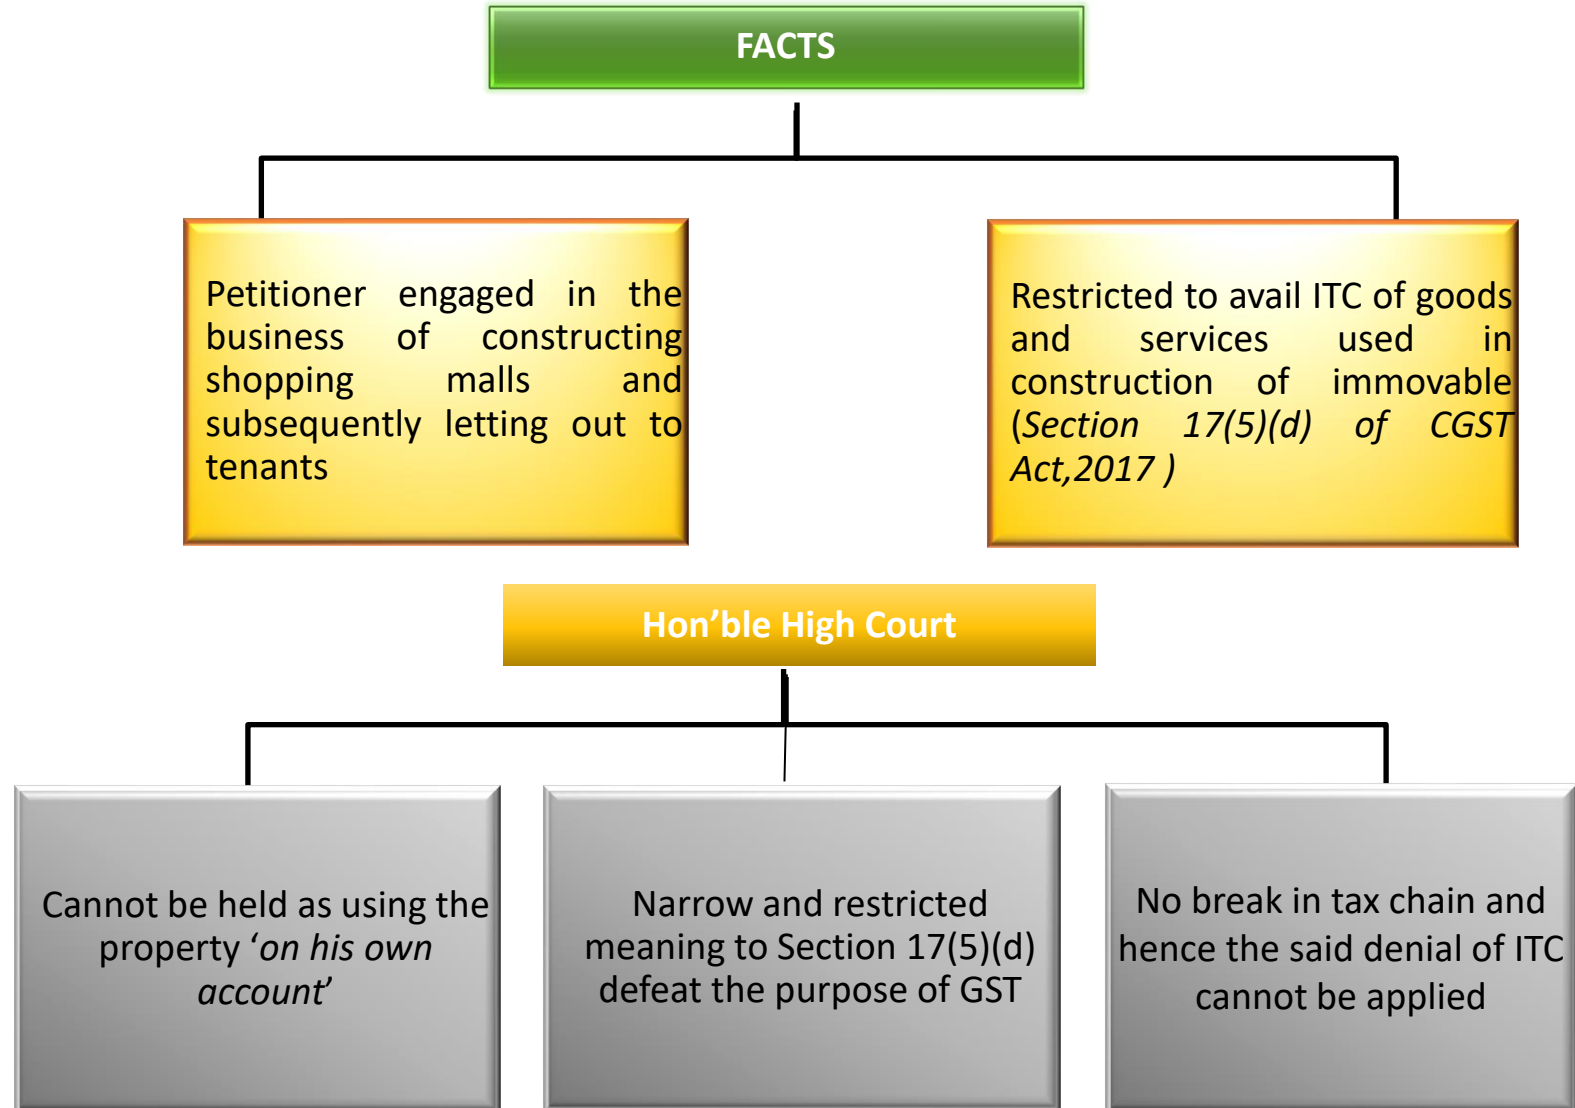 FACTS
Petitioner engaged in the
business of constructing
shopping malls and
subsequently letting out to
tenants
Restricted to avail ITC of goods
and services used in
construction of immovable
(Section 17(5)(d) of CGST
Act,2017 )
Hon’ble High Court
Cannot be held as using the
property ‘on his own
account’
Narrow and restricted
meaning to Section 17(5)(d)
defeat the purpose of GST
No break in tax chain and
hence the said denial of ITC
cannot be applied